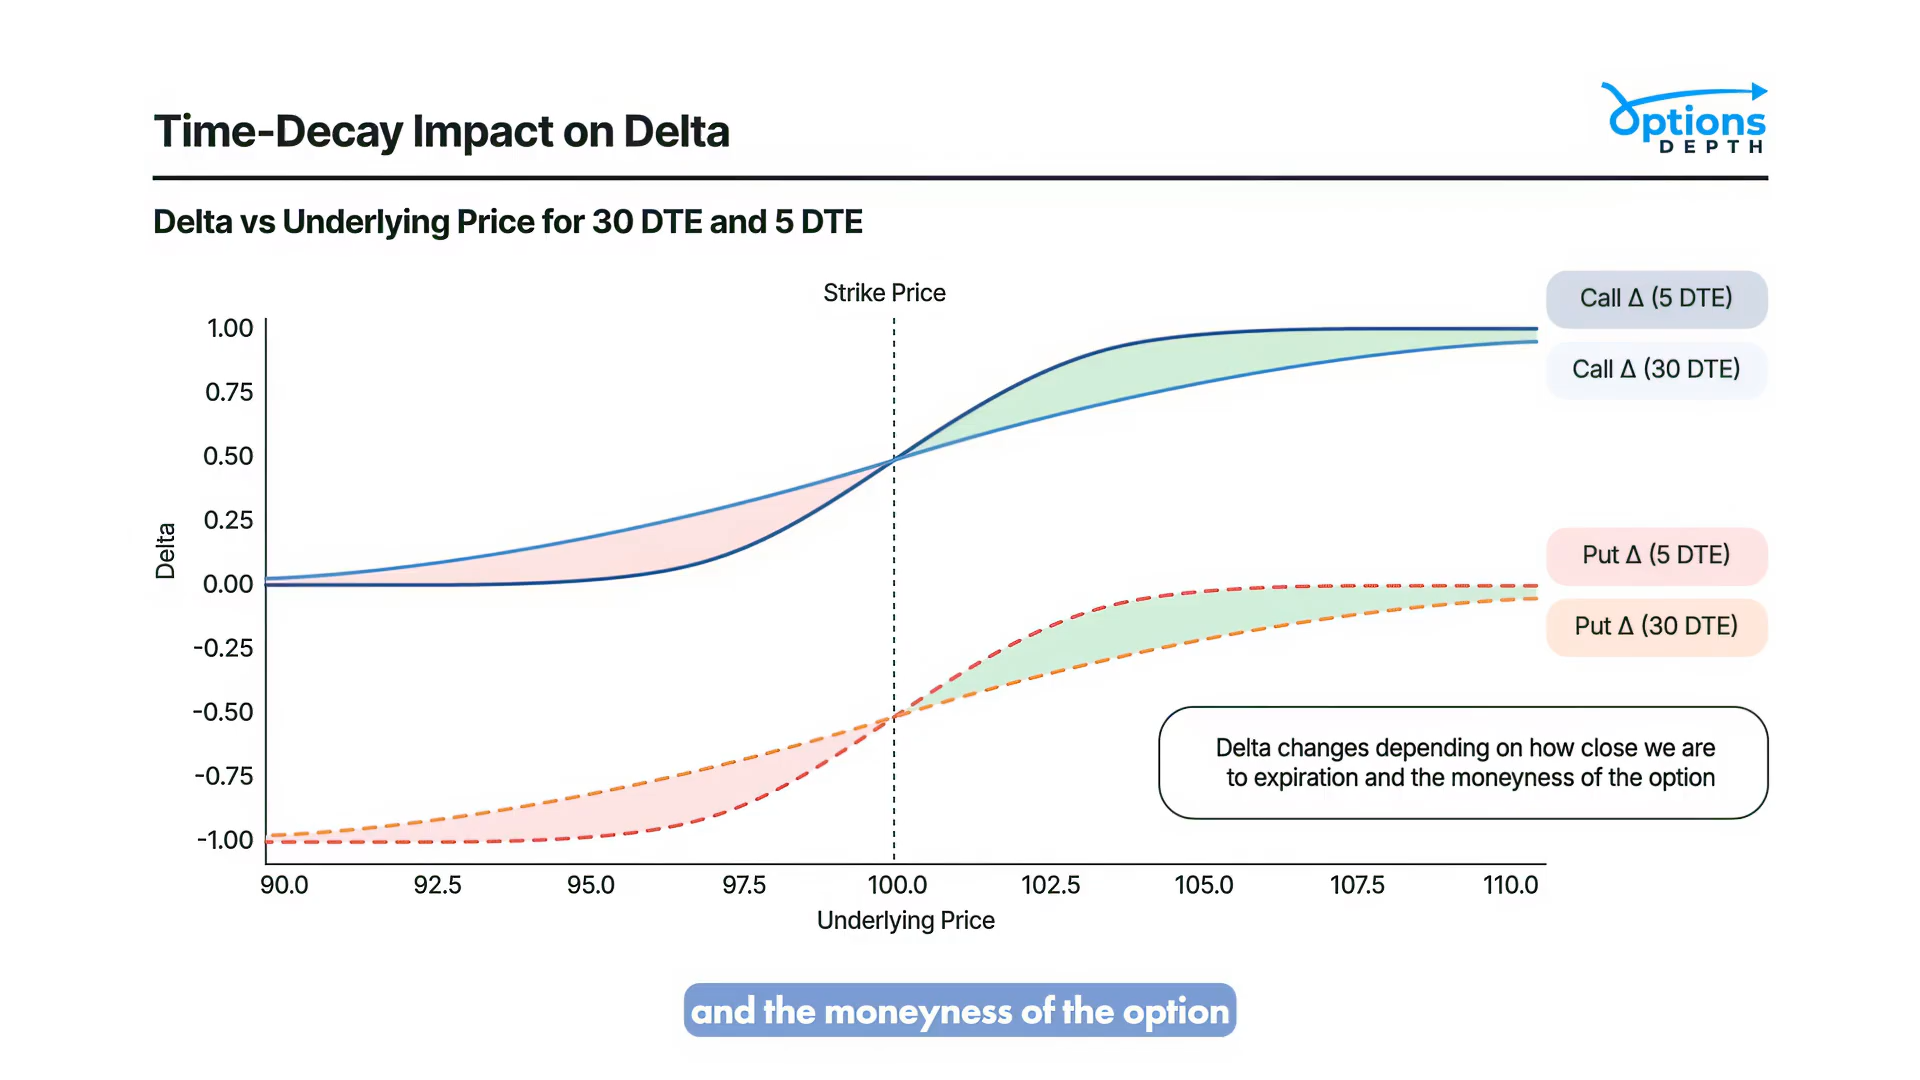 Time-Decay Impact on Delta
Options
DEPTH
Delta vs Underlying Price for 30 DTE and 5 DTE
Strike Price
Call Δ (5 DTE)
Call Δ (30 DTE)
Put Δ (5 DTE)
Put Δ (30 DTE)
1.00
0.75
0.50
0.25
0.00
-0.25
-0.50
-0.75
-1.00
Delta
Delta changes depending on how close we are
to expiration and the moneyness of the option
90.0 92.5 95.0 97.5 100.0 102.5 105.0 107.5 110.0
Underlying Price
and the moneyness of the option